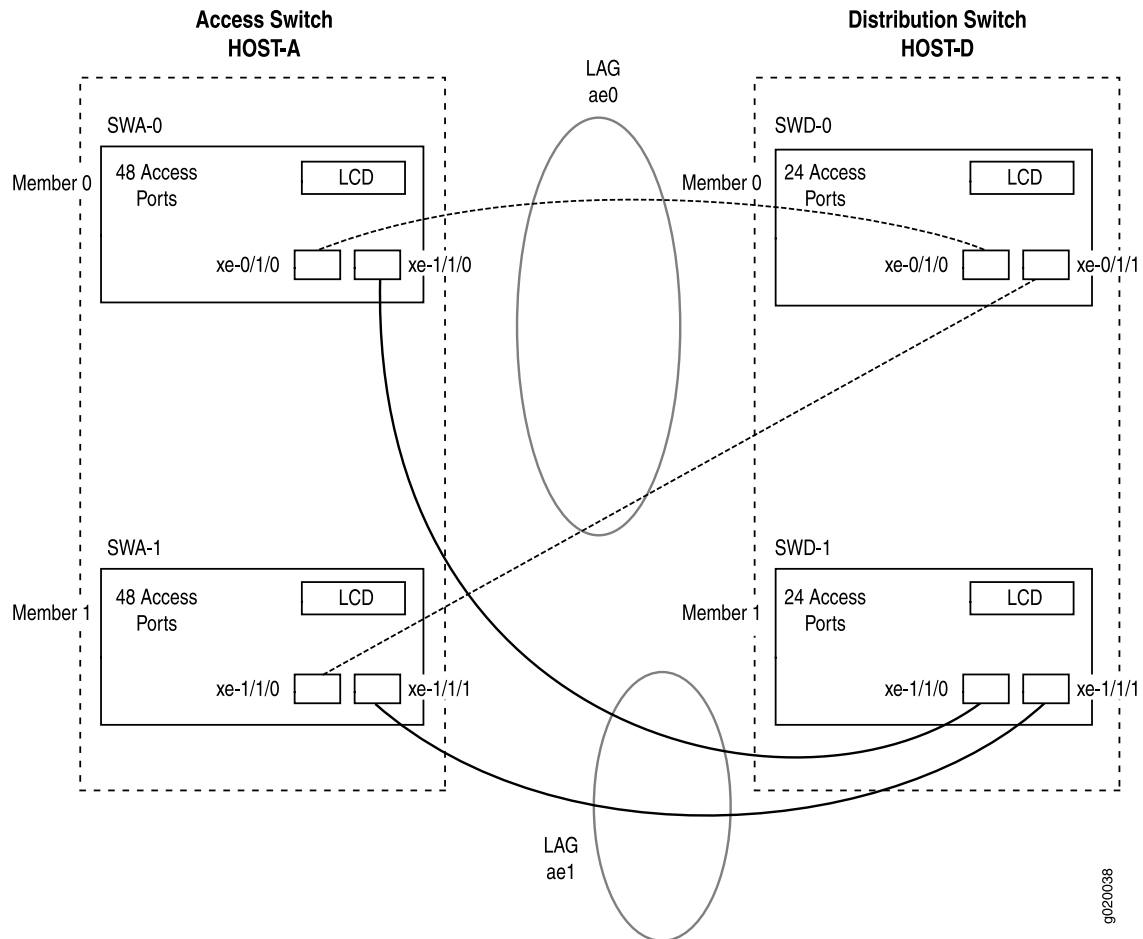 Access Switch
HOST-A
Distribution Switch
HOST-D
LAG
ae0
SWA-0
48 Access
Ports
LCD
Member 0
xe-0/1/0
xe-1/1/0
SWD-0
24 Access
Ports
LCD
Member 0
xe-0/1/0
xe-0/1/1
SWA-1
48 Access
Ports
LCD
Member 1
xe-1/1/0
xe-1/1/1
SWD-1
24 Access
Ports
LCD
Member 1
xe-1/1/0
xe-1/1/1
LAG
ae1
g020038